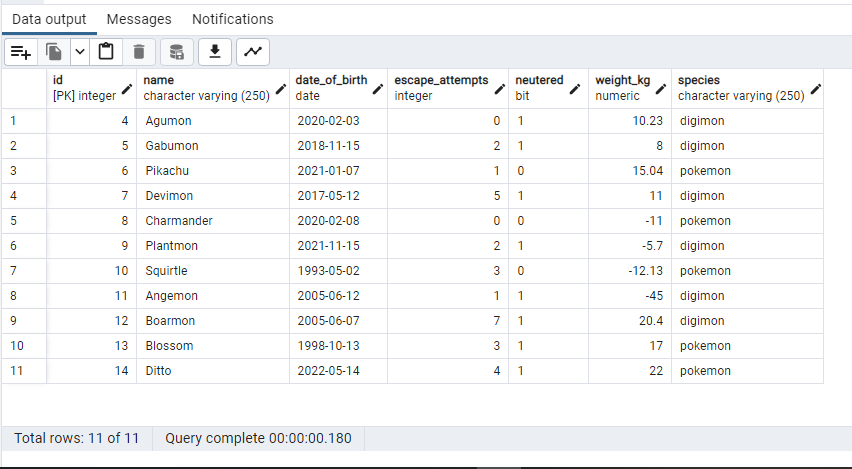 Data output Messages Notifications
id name date_of_birth escape_attempts neutered weight_kg species
[PK] integer character varying (250) date integer bit numeric character varying (250)
1 4 Agumon 2020-02-03 0 1 10.23 digimon
2 5 Gabumon 2018-11-15 2 1 8 digimon
3 6 Pikachu 2021-01-07 1 0 15.04 pokemon
4 7 Devimon 2017-05-12 5 1 11 digimon
5 8 Charmander 2020-02-08 0 0 -11 pokemon
6 9 Plantmon 2021-11-15 2 1 -5.7 digimon
7 10 Squirtle 1993-05-02 3 0 -12.13 pokemon
8 11 Angemon 2005-06-12 1 1 -45 digimon
9 12 Boarmon 2005-06-07 7 1 20.4 digimon
10 13 Blossom 1998-10-13 3 1 17 pokemon
11 14 Ditto 2022-05-14 4 1 22 pokemon
Total rows: 11 of 11 Query complete 00:00:00.180